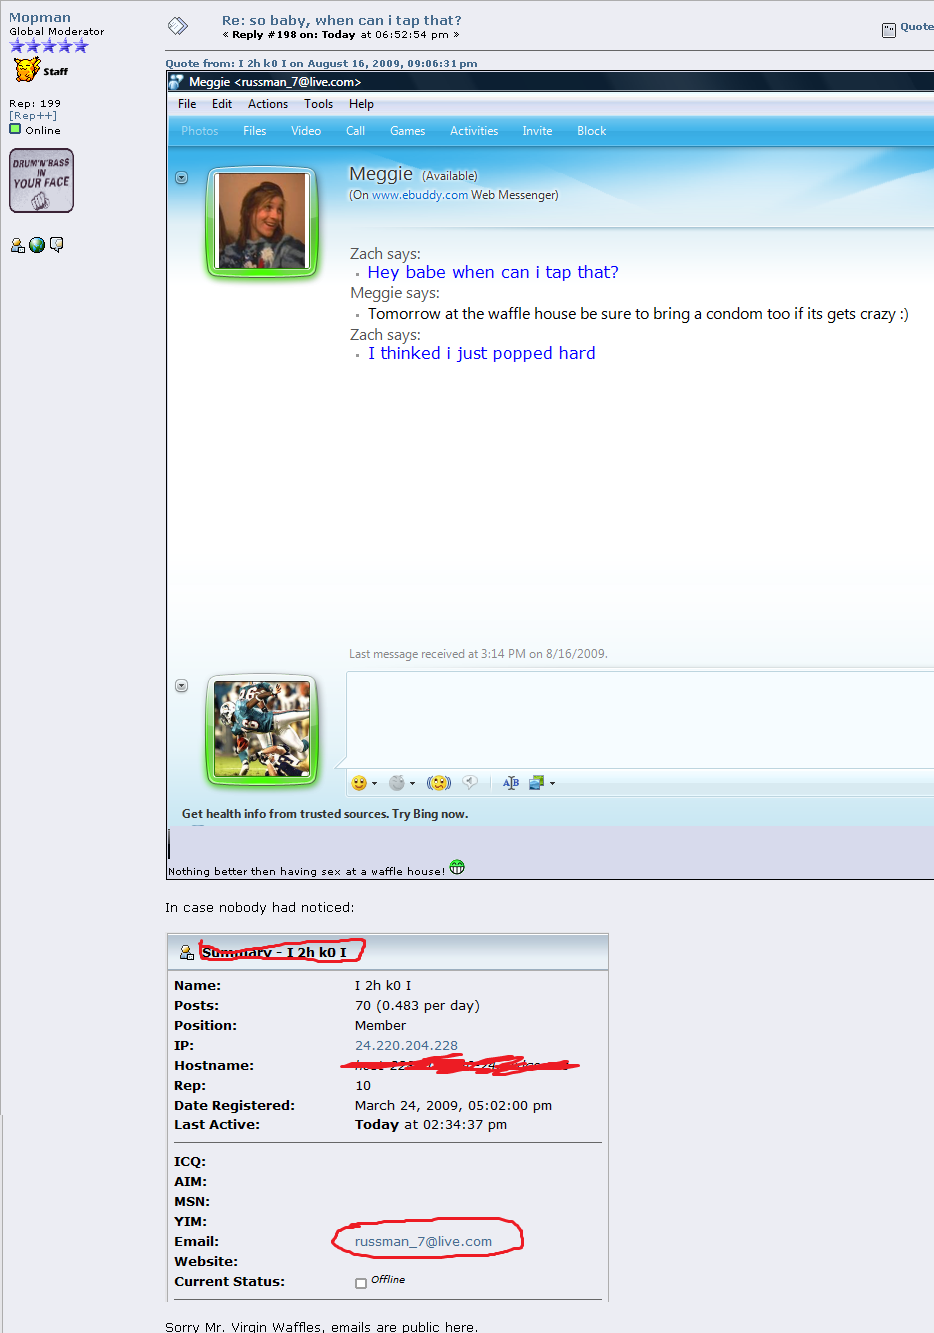 Mopman
Global Moderator
Staff
Rep: 199
[Rep++]
Online
DRUM'N'BASS
IN
YOUR FACE
Re: so baby, when can i tap that?
« Reply #198 on: Today at 06:52:54 pm »
Quote
Quote from: I 2h k0 I on August 16, 2009, 09:06:31 pm
Meggie <russman_7@live.com>
File Edit Actions Tools Help
Photos Files Video Call Games Activities Invite Block
Meggie (Available)
(On www.ebuddy.com Web Messenger)
Zach says:
Hey babe when can i tap that?
Meggie says:
Tomorrow at the waffle house be sure to bring a condom too if its gets crazy :)
Zach says:
I thinked i just popped hard
Last message received at 3:14 PM on 8/16/2009.
Get health info from trusted sources. Try Bing now.
Nothing better then having sex at a waffle house!
In case nobody had noticed:
Summary - I 2h k0 I
Name: I 2h k0 I
Posts: 70 (0.483 per day)
Position: Member
IP: 24.220.204.228
Hostname:
Rep: 10
Date Registered: March 24, 2009, 05:02:00 pm
Last Active: Today at 02:34:37 pm
ICQ:
AIM:
MSN:
YIM:
Email: russman_7@live.com
Website:
Current Status: Offline
Sorry Mr. Virgin Waffles, emails are public here.